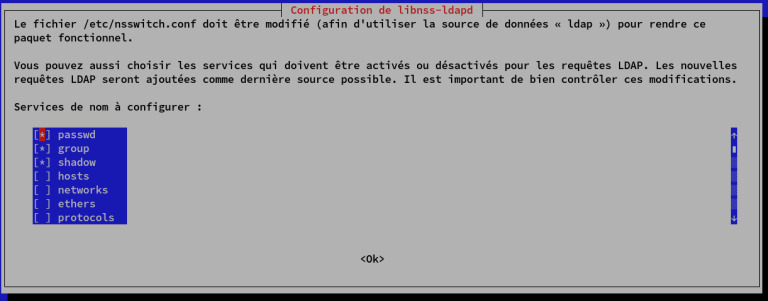 Configuration de libnss-ldapd
Le fichier /etc/nsswitch.conf doit être modifié (afin d'utiliser la source de données « ldap ») pour rendre ce
paquet fonctionnel.
Vous pouvez aussi choisir les services qui doivent être activés ou désactivés pour les requêtes LDAP. Les nouvelles
requêtes LDAP seront ajoutées comme dernière source possible. Il est important de bien contrôler ces modifications.
Services de nom à configurer :
[*] passwd
[*] group
[*] shadow
[ ] hosts
[ ] networks
[ ] ethers
[ ] protocols
<Ok>